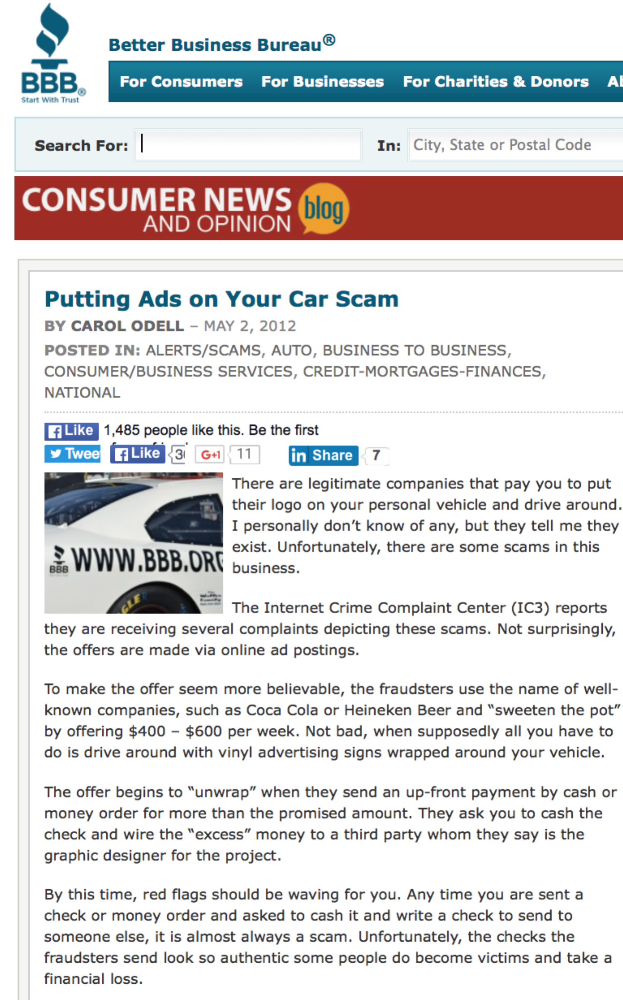 Better Business Bureau®
BBB®
Start With Trust
For Consumers For Businesses For Charities & Donors
Search For:
In: City, State or Postal Code
CONSUMER NEWS
AND OPINION
blog
Putting Ads on Your Car Scam
BY CAROL ODELL – MAY 2, 2012
POSTED IN: ALERTS/SCAMS, AUTO, BUSINESS TO BUSINESS,
CONSUMER/BUSINESS SERVICES, CREDIT-MORTGAGES-FINANCES,
NATIONAL
Like 1,485 people like this. Be the first
Twee Like 3 G+1 11 in Share 7
BBB WWW.BBB.ORG
GLE
There are legitimate companies that pay you to put
their logo on your personal vehicle and drive around.
I personally don’t know of any, but they tell me they
exist. Unfortunately, there are some scams in this
business.
The Internet Crime Complaint Center (IC3) reports
they are receiving several complaints depicting these scams. Not surprisingly,
the offers are made via online ad postings.
To make the offer seem more believable, the fraudsters use the name of well-
known companies, such as Coca Cola or Heineken Beer and “sweeten the pot”
by offering $400 – $600 per week. Not bad, when supposedly all you have to
do is drive around with vinyl advertising signs wrapped around your vehicle.
The offer begins to “unwrap” when they send an up-front payment by cash or
money order for more than the promised amount. They ask you to cash the
check and wire the “excess” money to a third party whom they say is the
graphic designer for the project.
By this time, red flags should be waving for you. Any time you are sent a
check or money order and asked to cash it and write a check to send to
someone else, it is almost always a scam. Unfortunately, the checks the
fraudsters send look so authentic some people do become victims and take a
financial loss.